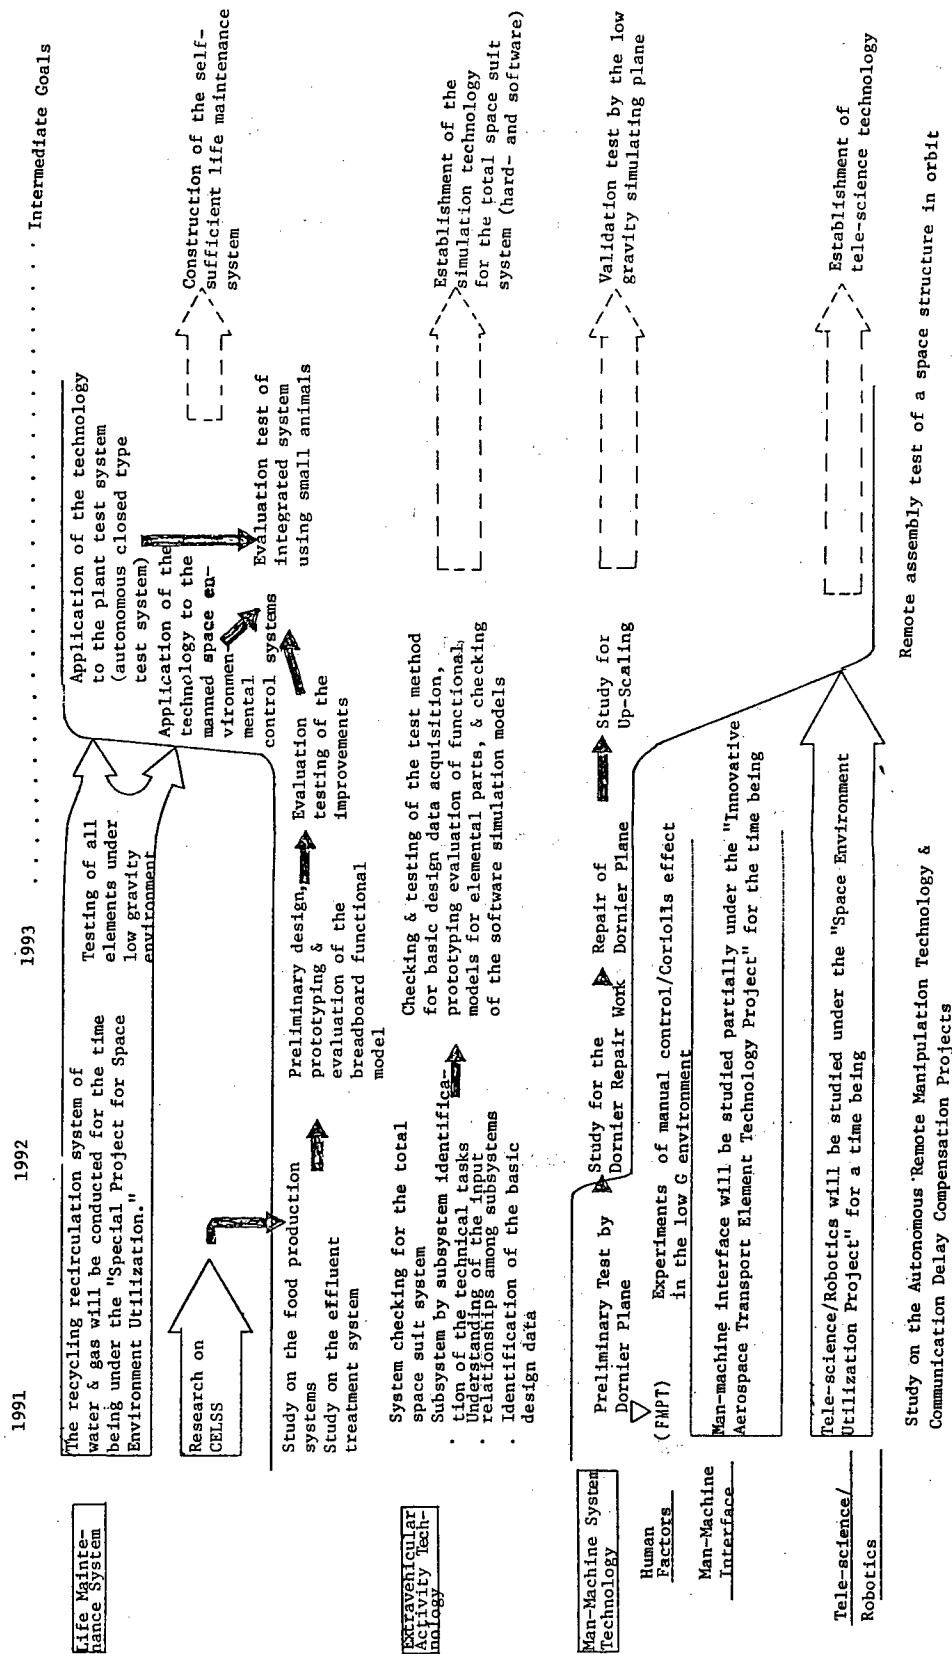 1991
1992
1993
. . . . . . . . . . . . . . . . . . . . . . Intermediate Goals
Life Mainte-
nance System
The recycling recirculation system of
water & gas will be conducted for the time
being under the "Special Project for Space
Environment Utilization."
Testing of all
elements under
low gravity
environment
Application of the technology
to the plant test system
(autonomous closed type
test system)
Application of the
technology to the
manned space en-
vironmen-
mental
control systems
Construction of the self-
sufficient life maintenance
system
Research on
CELSS
Study on the food production
systems
Study on the effluent
treatment system
Preliminary design,
prototyping &
evaluation of the
breadboard functional
model
Evaluation
testing of the
improvements
Evaluation test of
integrated system
using small animals
Extravehicular
Activity Tech-
nology
System checking for the total
space suit system
Subsystem by subsystem identifica-
· tion of the technical tasks
· Understanding of the input
relationships among subsystems
· Identification of the basic
design data
Checking & testing of the test method
for basic design data acquisition,
prototyping evaluation of functional
models for elemental parts, & checking
of the software simulation models
Establishment of the
simulation technology
for the total space suit
system (hard- and software)
Man-Machine System
Technology
Preliminary Test by
Dornier Plane
Study for the
Dornier Repair Work
Repair of
Dornier Plane
Study for
Up-Scaling
Validation test by the low
gravity simulating plane
Human
Factors
(FMPT)
Experiments of manual control/Coriolls effect
in the low G environment
Man-Machine
Interface
Man-machine interface will be studied partially under the "Innovative
Aerospace Transport Element Technology Project" for the time being
Tele-science/
Robotics
Tele-science/Robotics will be studied under the "Space Environment
Utilization Project" for a time being
Establishment of
tele-science technology
Study on the Autonomous Remote Manipulation Technology &
Communication Delay Compensation Projects
Remote assembly test of a space structure in orbit